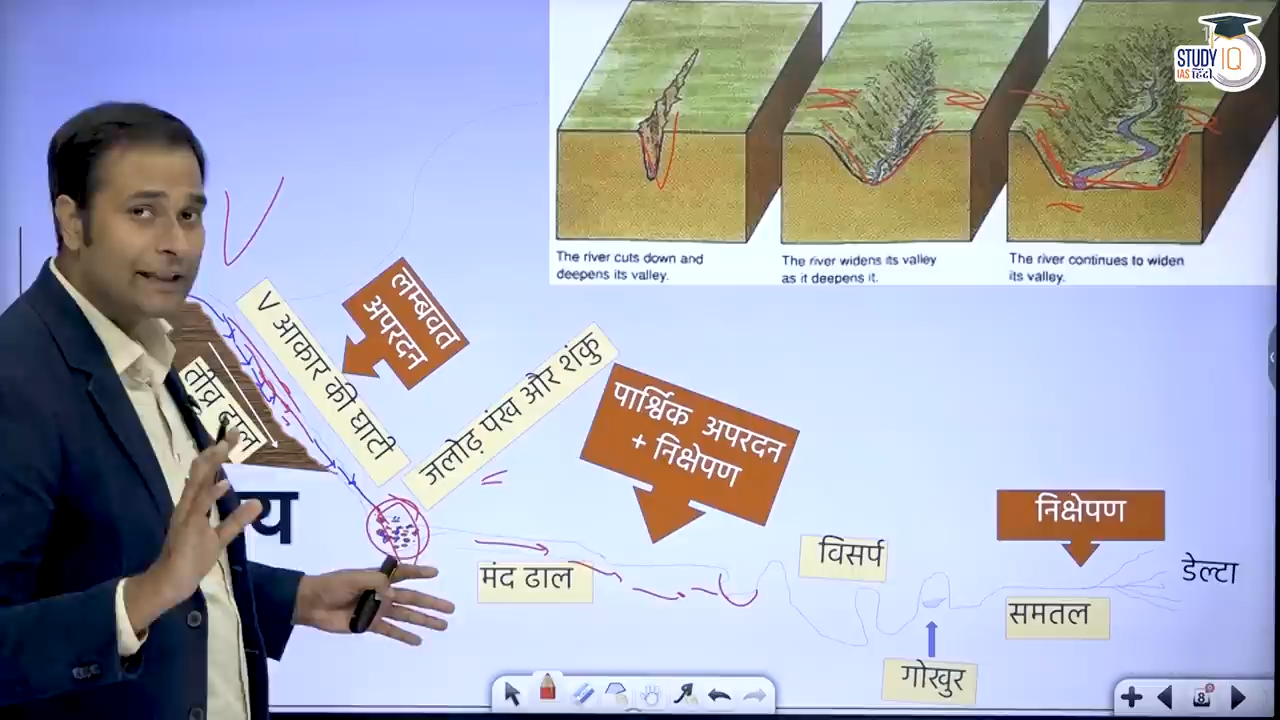 STUDY IQ
IAS हिंदी
The river cuts down and
deepens its valley.
The river widens its valley
as it deepens it.
The river continues to widen
its valley.
V
लम्बवत
अपरदन
V आकार की घाटी
तीव्र ढाल
जलोढ़ पंख और शंकु
पार्श्विक अपरदन
+ निक्षेपण
मंद ढाल
विसर्प
गोखुर
निक्षेपण
समतल
डेल्टा
8